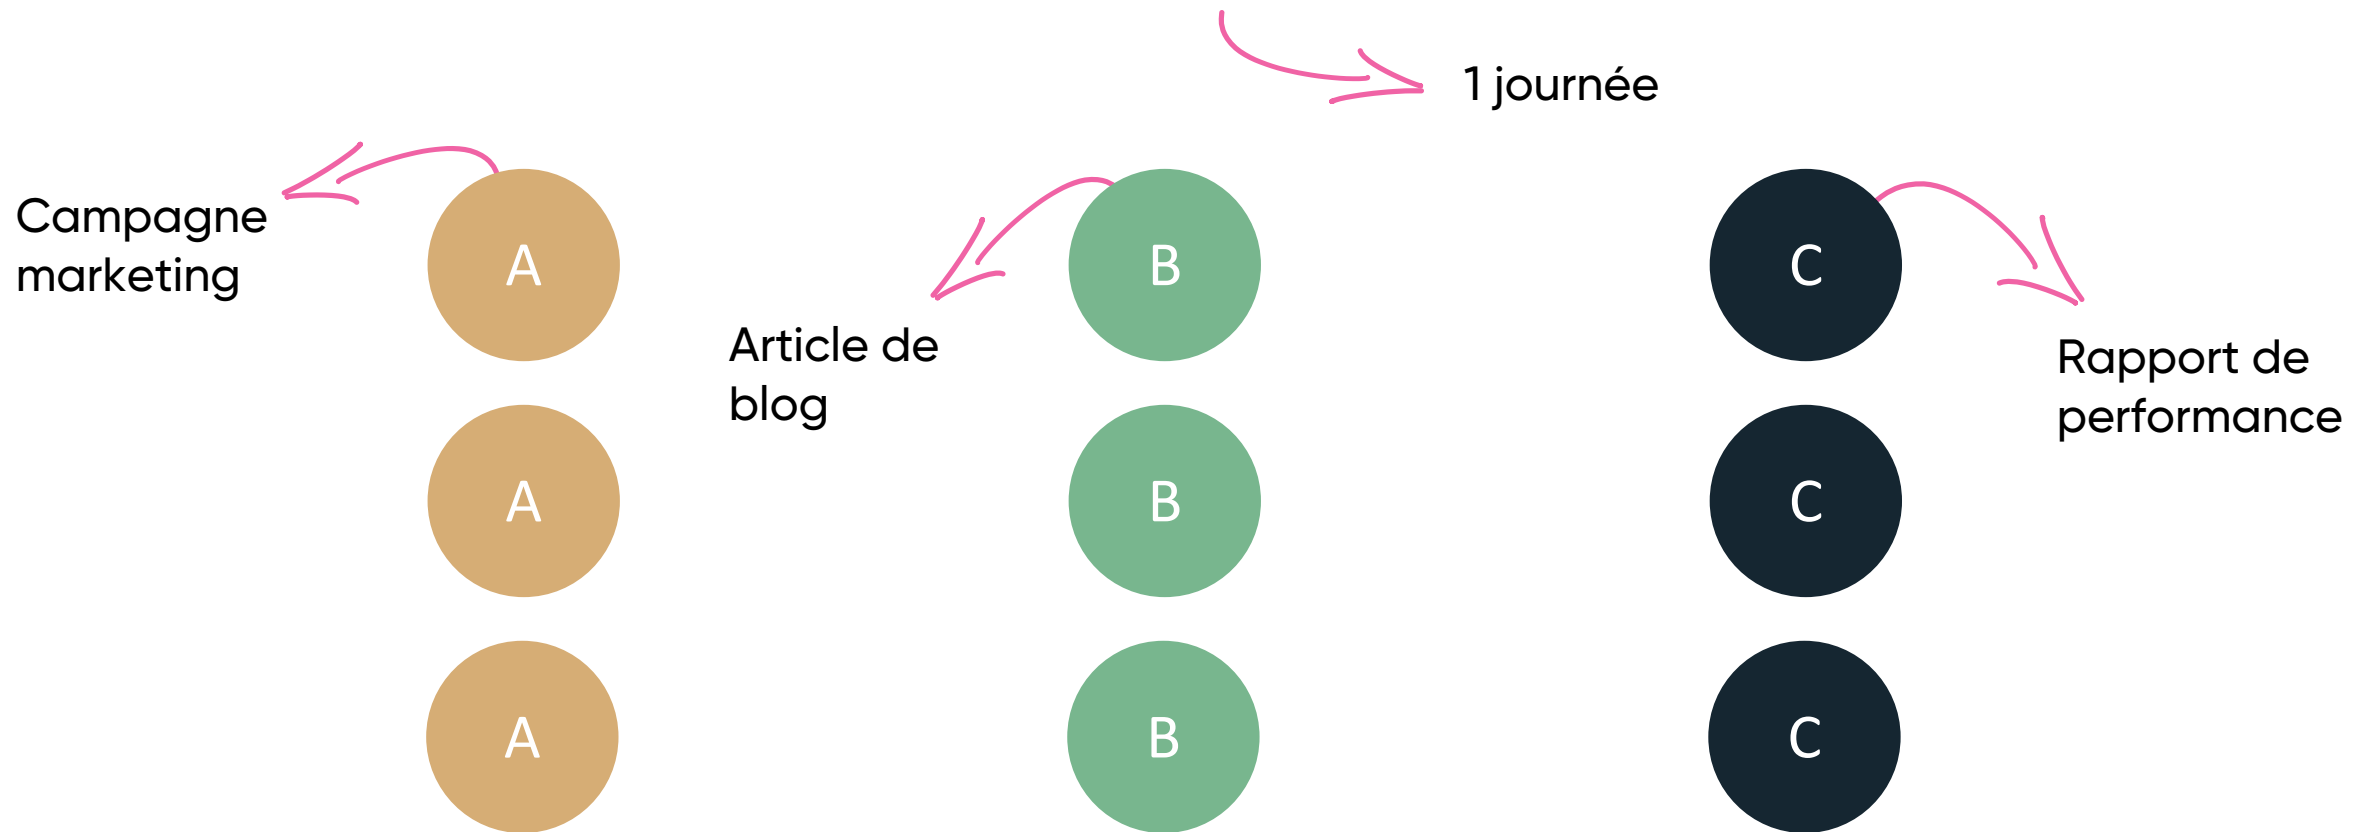 1 journée
Campagne
marketing
A
B
C
Article de
blog
Rapport de
performance
A
B
C
A
B
C